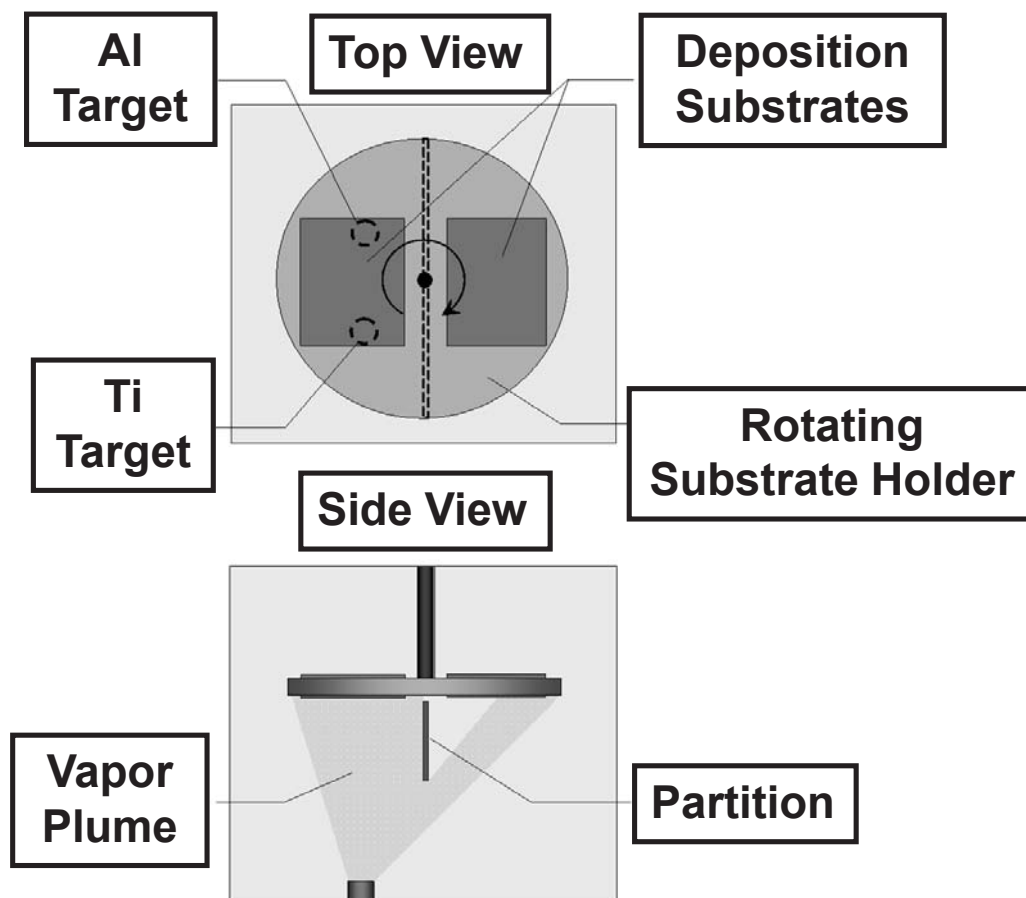 Al
Target
Top View
Deposition
Substrates
Ti
Target
Rotating
Substrate Holder
Side View
Vapor
Plume
Partition